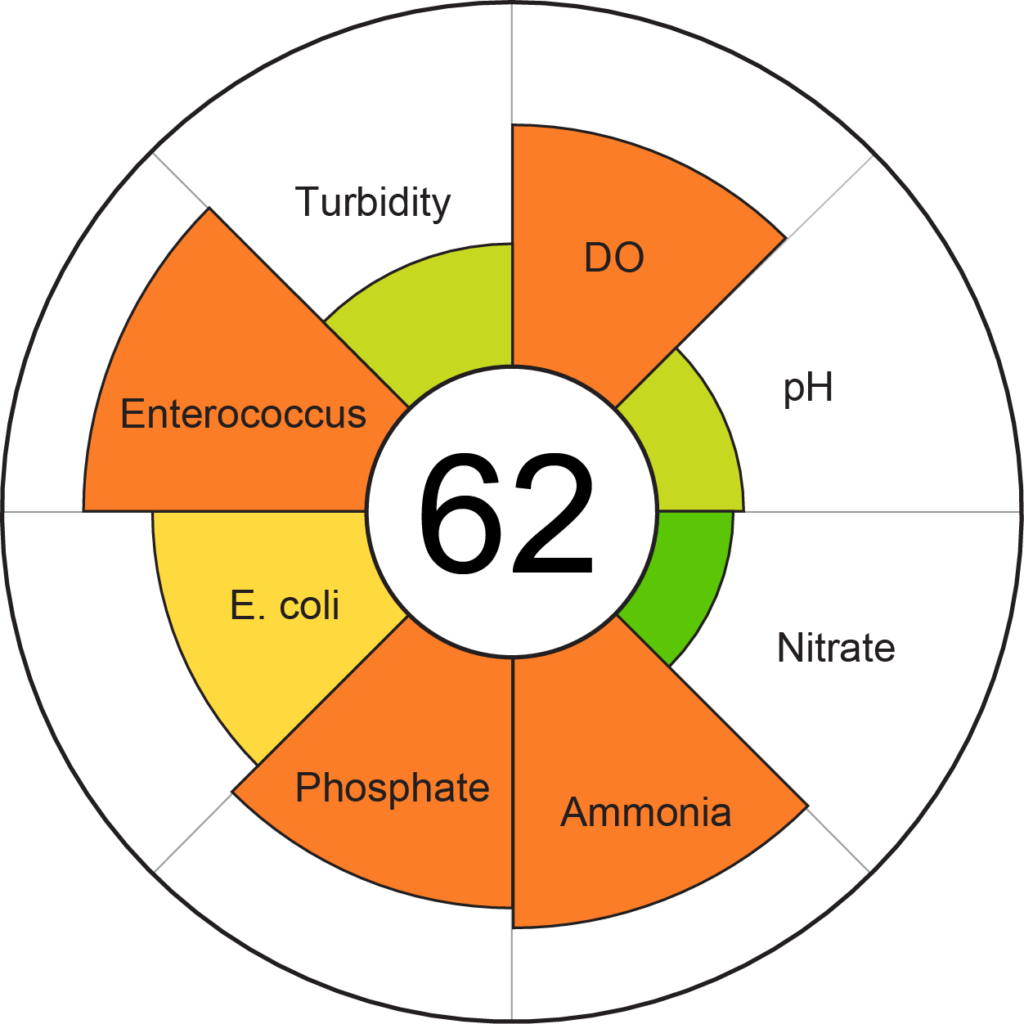 Turbidity
DO
pH
Enterococcus
62
E. coli
Nitrate
Phosphate
Ammonia